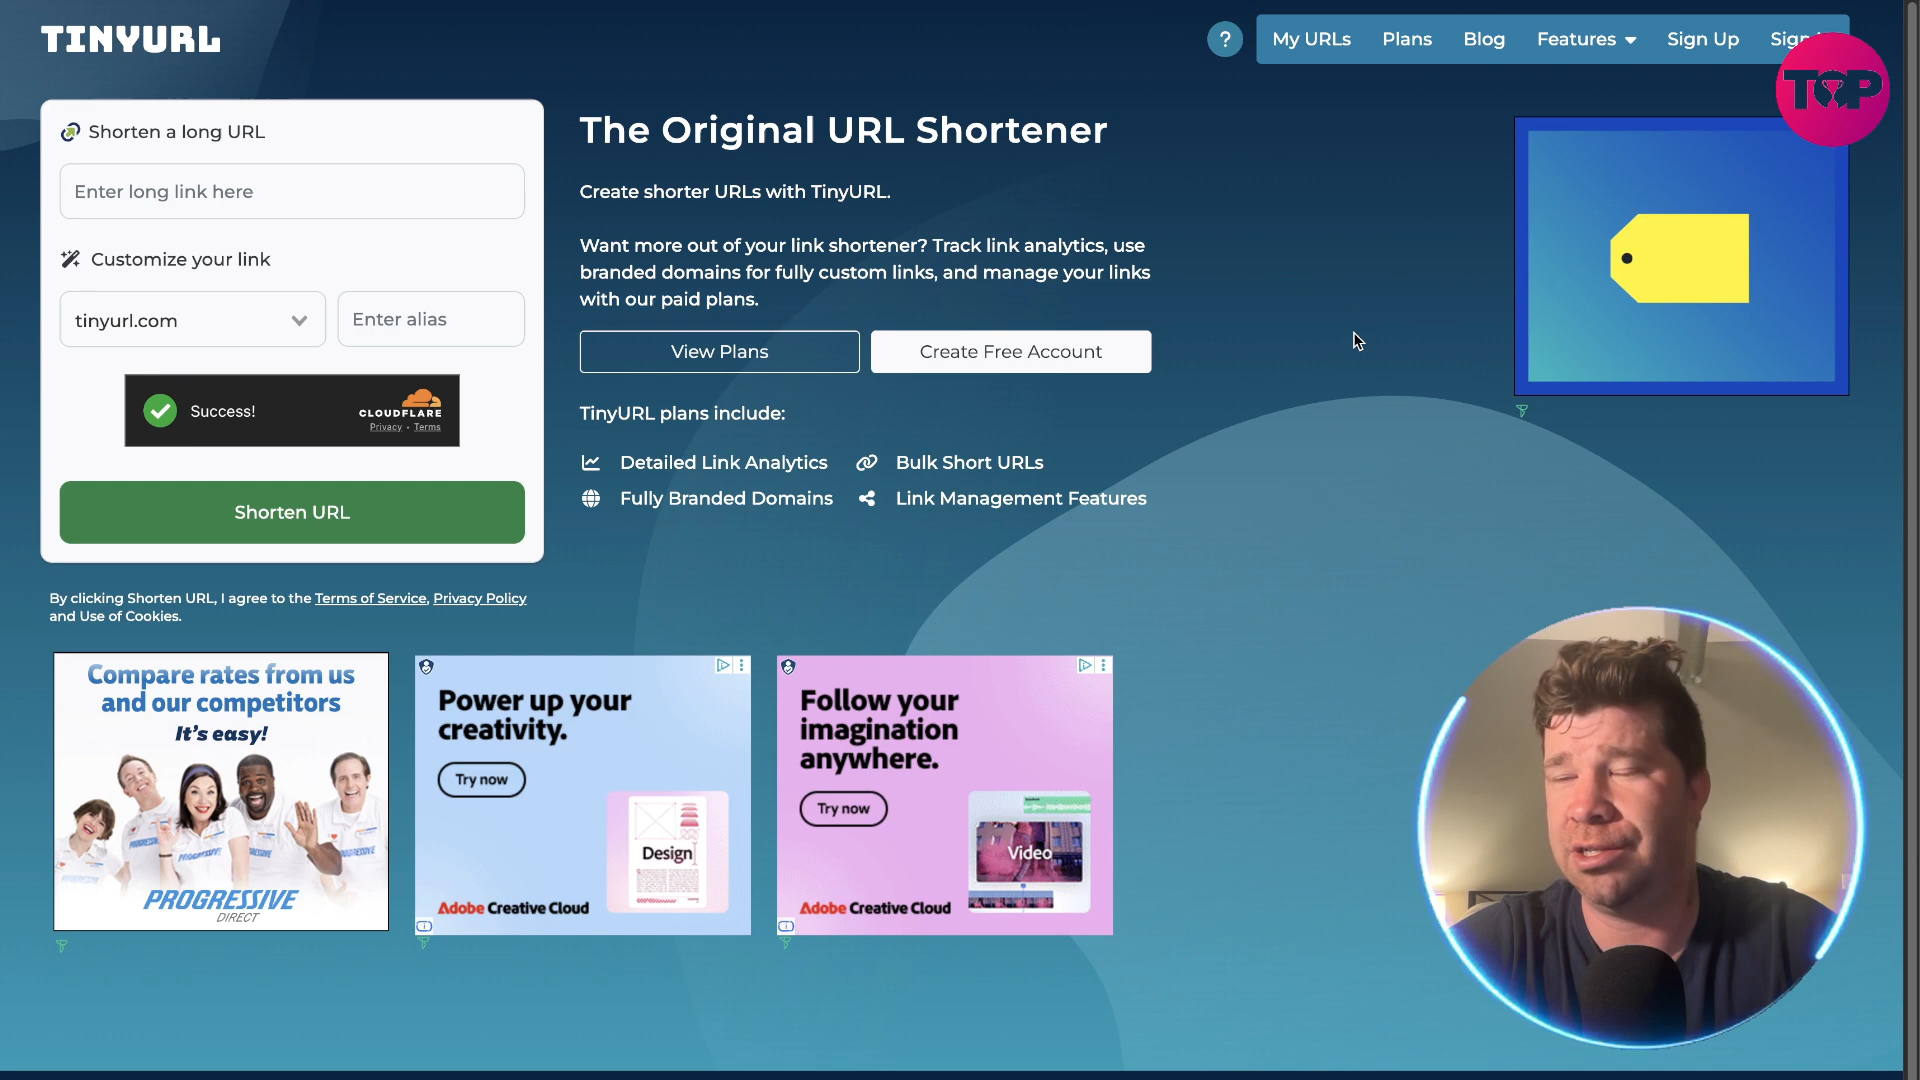 TINYURL
?
My URLs
Plans
Blog
Features
Sign Up
TOP
Shorten a long URL
Enter long link here
Customize your link
tinyurl.com
Enter alias
Success!
CLOUDFLARE
Privacy • Terms
Shorten URL
By clicking Shorten URL, I agree to the Terms of Service, Privacy Policy
and Use of Cookies.
The Original URL Shortener
Create shorter URLs with TinyURL.
Want more out of your link shortener? Track link analytics, use
branded domains for fully custom links, and manage your links
with our paid plans.
View Plans
Create Free Account
TinyURL plans include:
Detailed Link Analytics
Bulk Short URLs
Fully Branded Domains
Link Management Features
Compare rates from us
and our competitors
It's easy!
PROGRESSIVE
DIRECT
Power up your
creativity.
Try now
Design
Adobe Creative Cloud
Follow your
imagination
anywhere.
Try now
Video
Adobe Creative Cloud